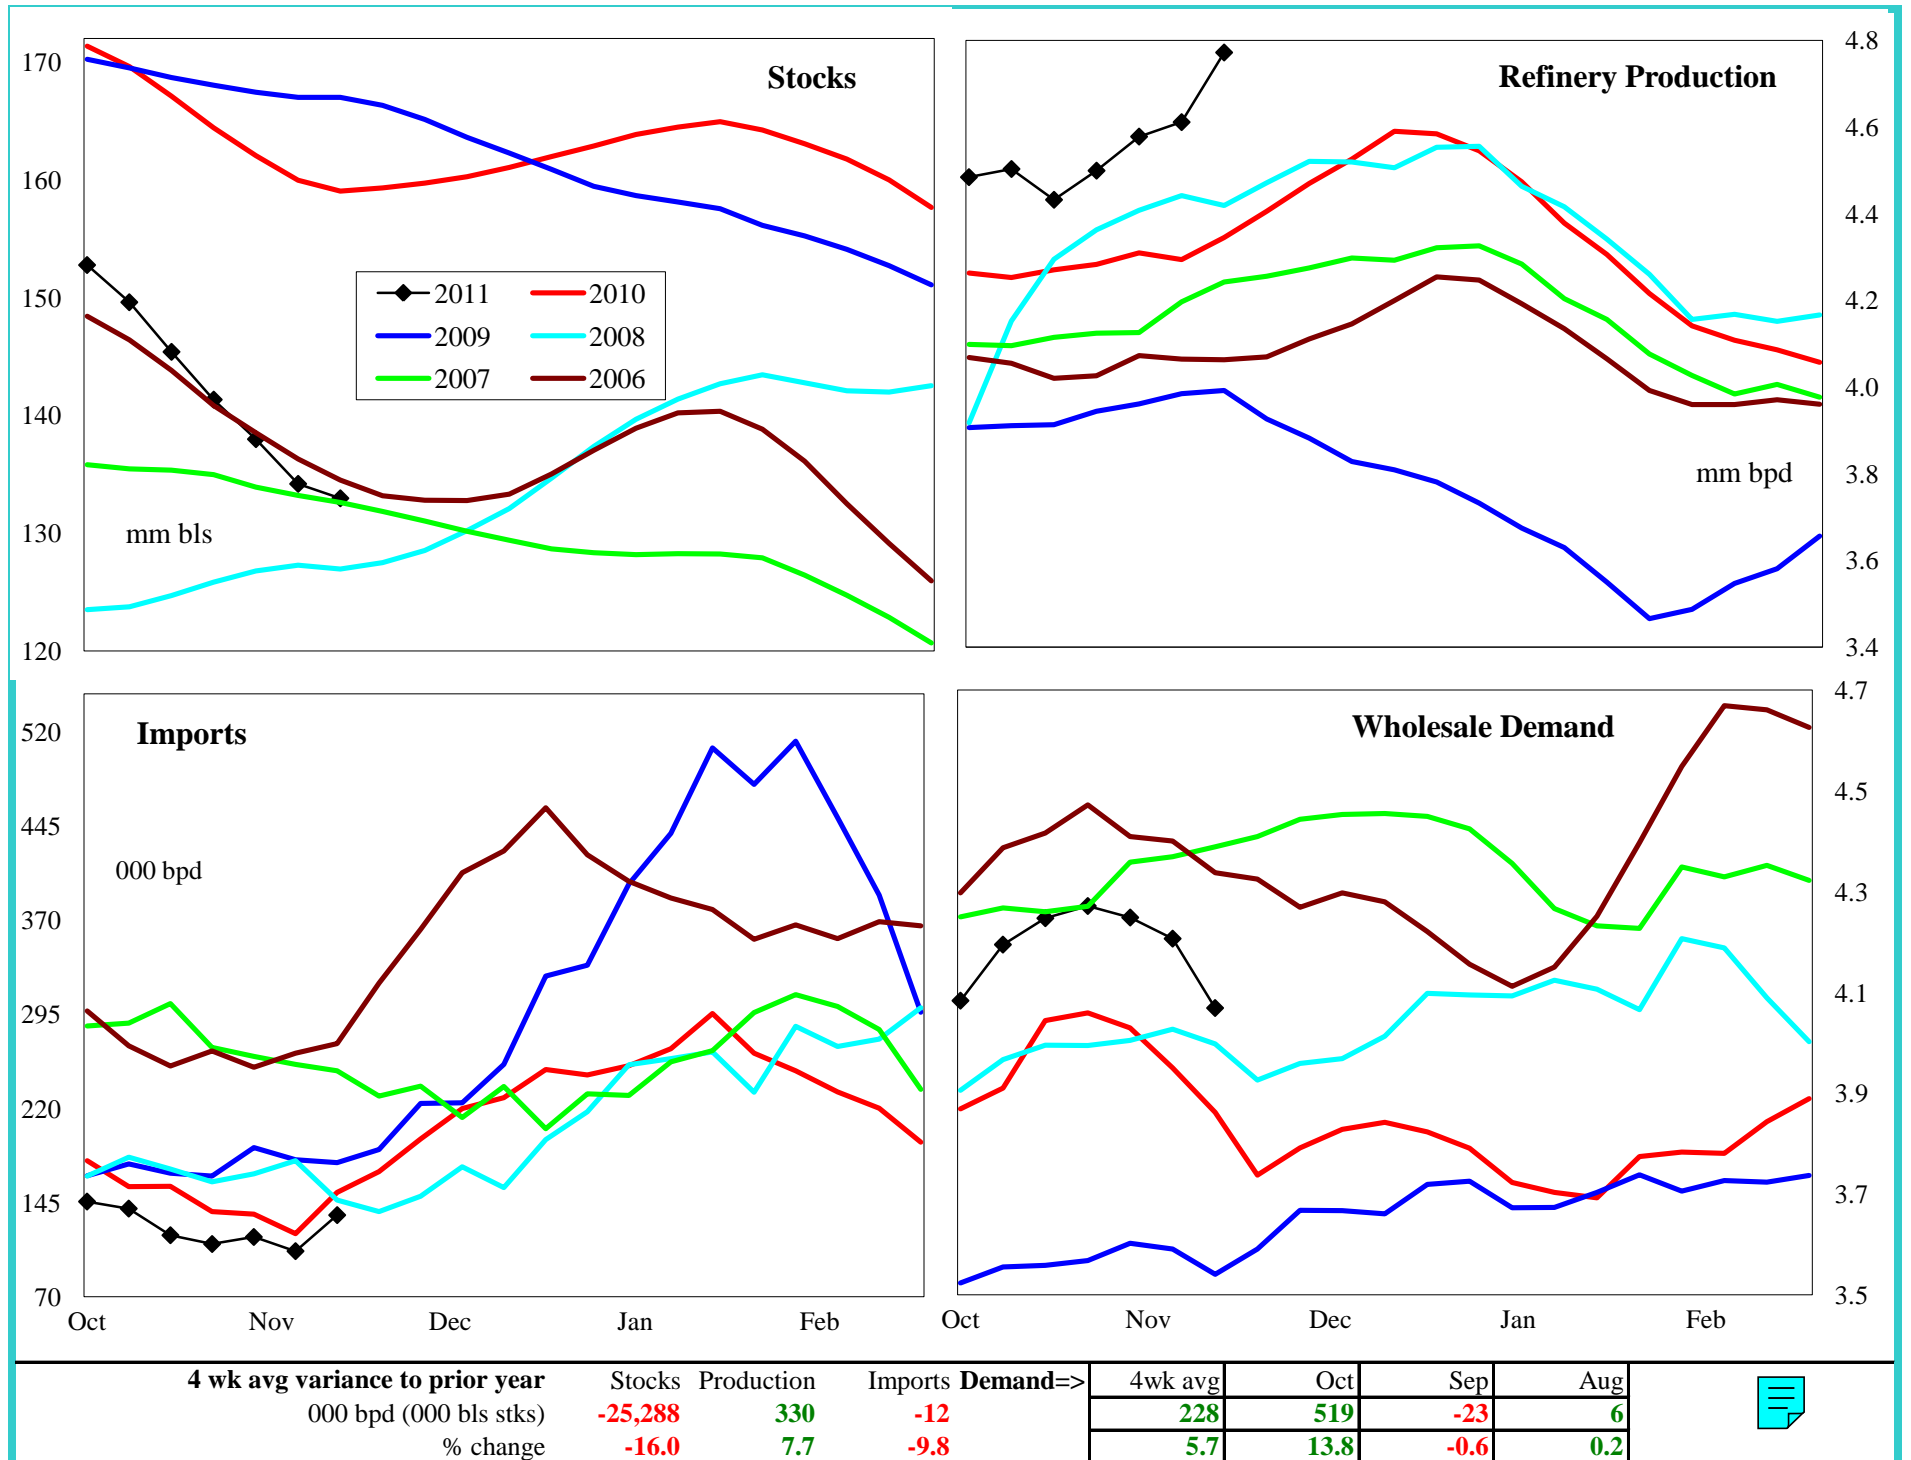 Stocks
170
160
150
140
130
120
mm bls
2011 2010
2009 2008
2007 2006
Refinery Production
4.8
4.6
4.4
4.2
4.0
3.8
3.6
3.4
mm bpd
Imports
520
445
370
295
220
145
70
000 bpd
Oct Nov Dec Jan Feb
Wholesale Demand
4.7
4.5
4.3
4.1
3.9
3.7
3.5
Oct Nov Dec Jan Feb
4 wk avg variance to prior year Stocks Production Imports Demand=> 4wk avg Oct Sep Aug
000 bpd (000 bls stks) -25,288 330 -12 228 519 -23 6
% change -16.0 7.7 -9.8 5.7 13.8 -0.6 0.2